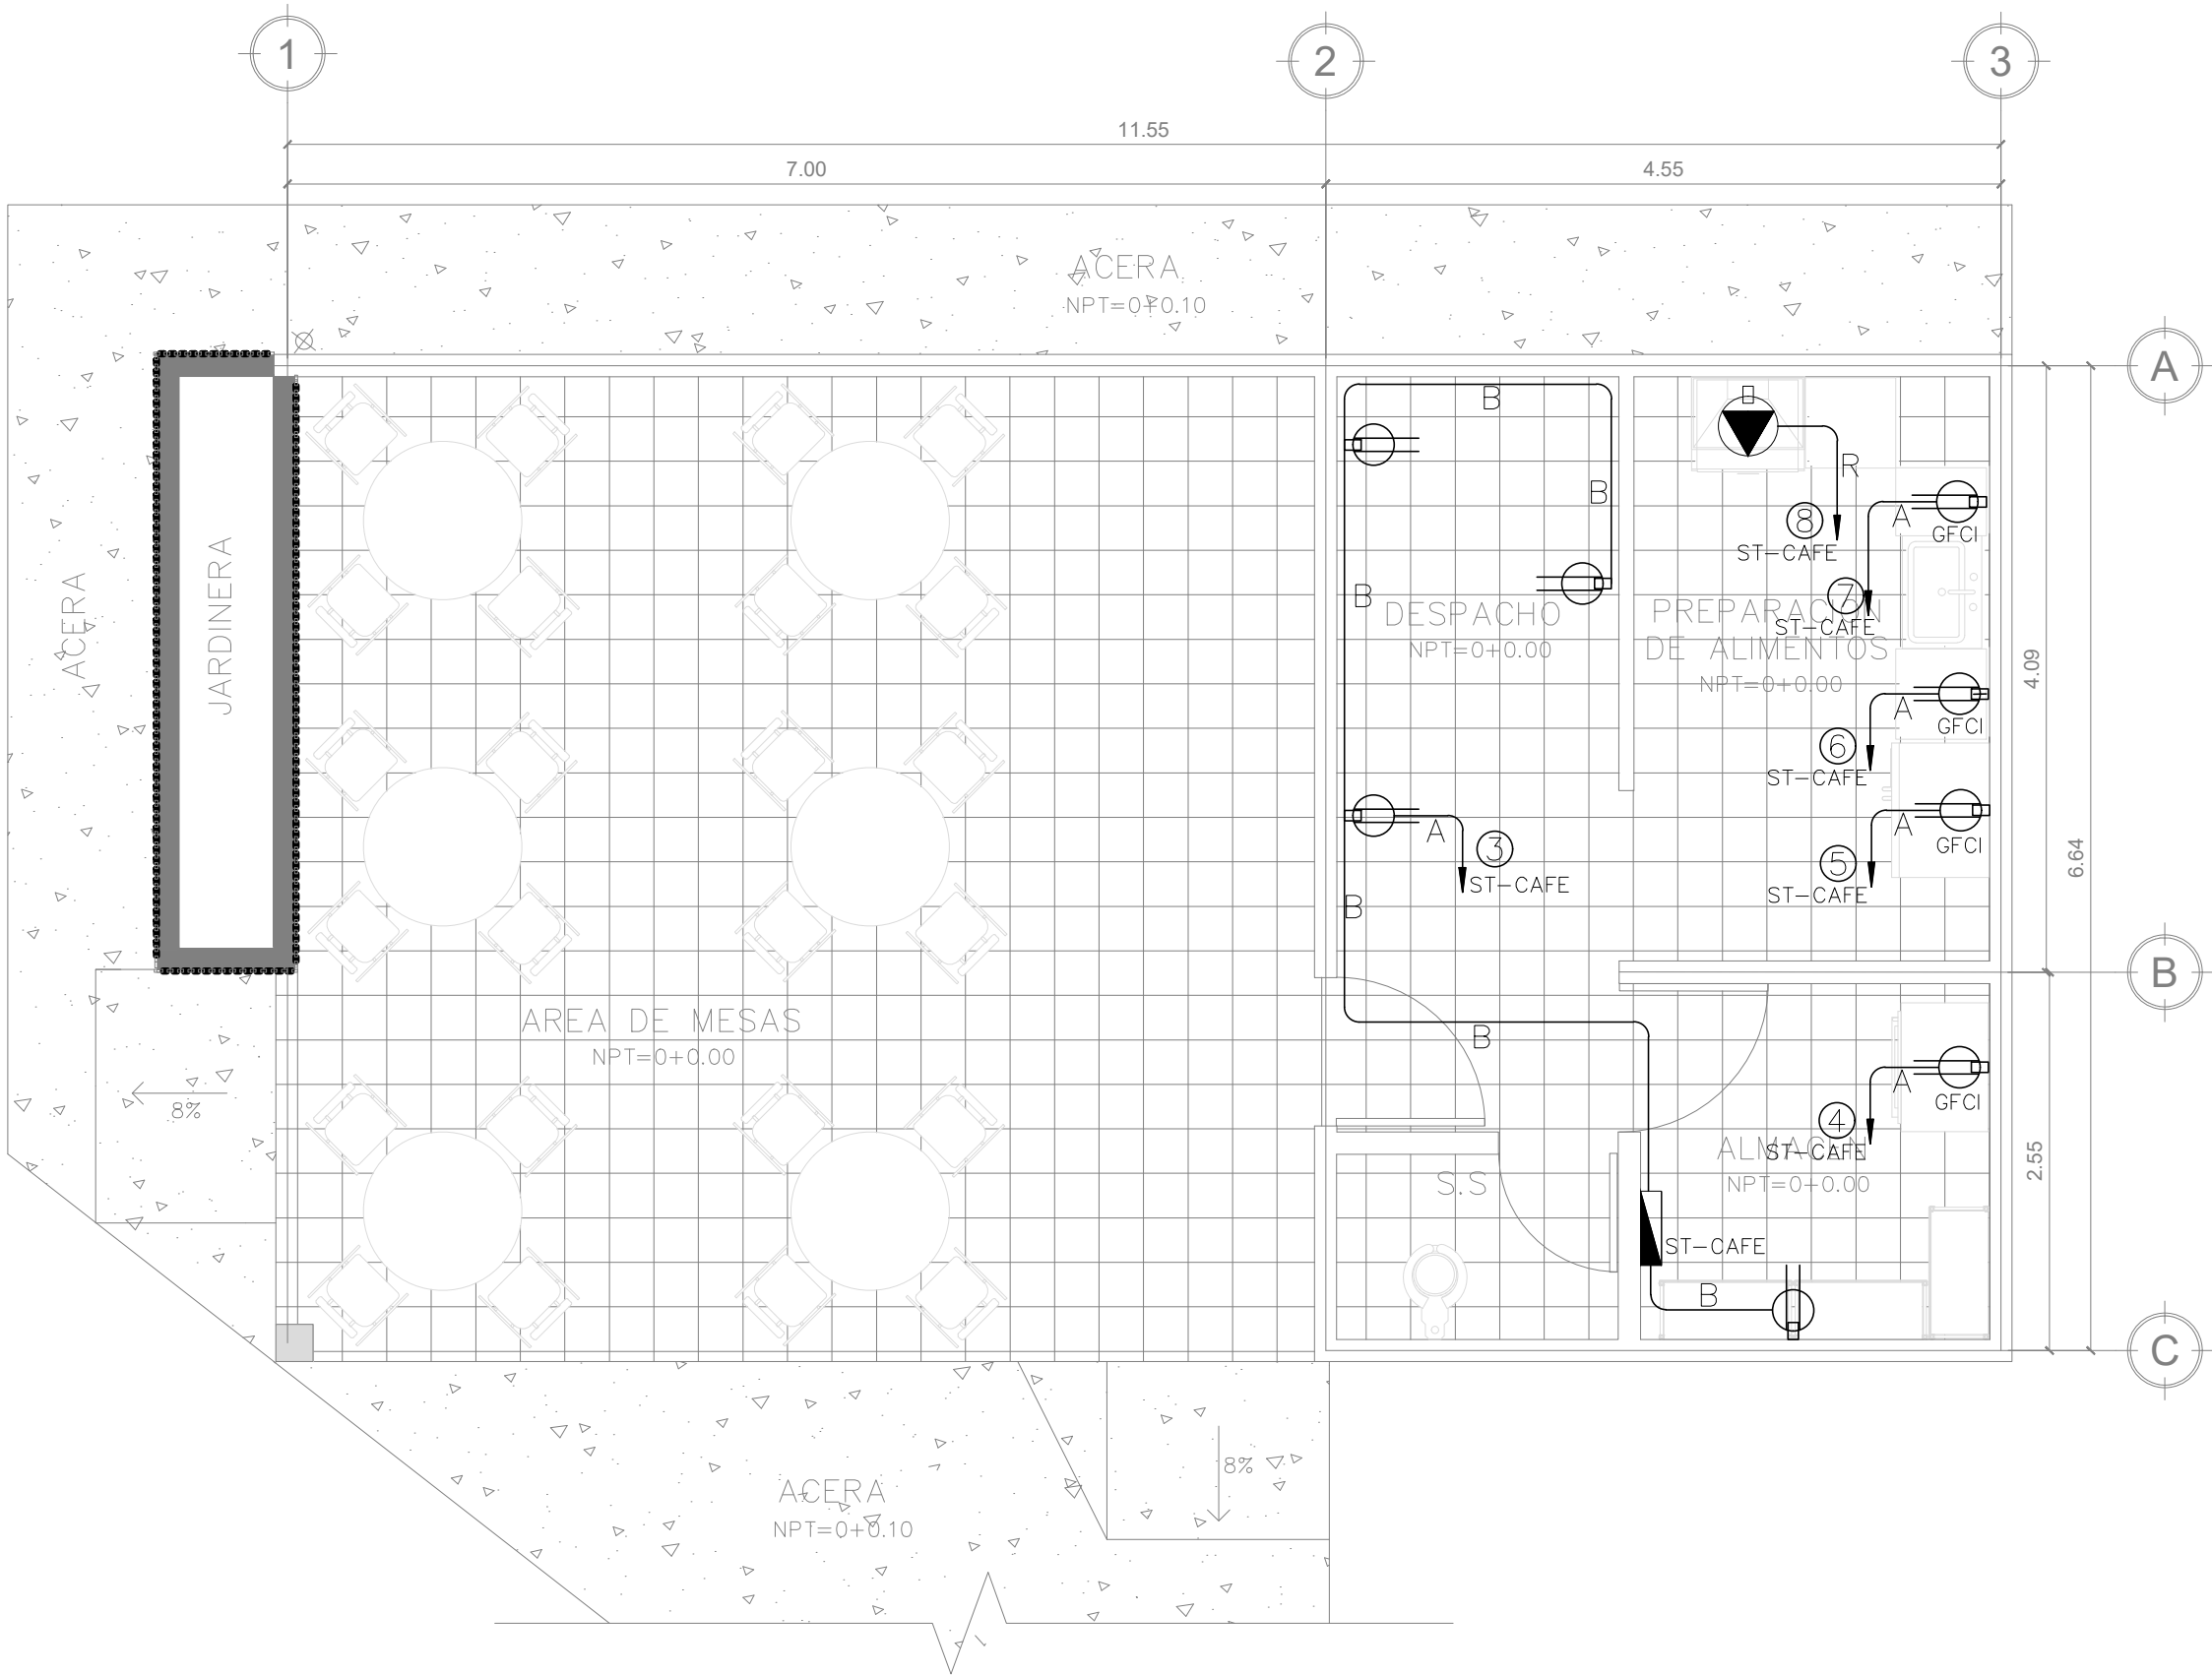 1
2
3
11.55
7.00
4.55
ACERA
NPT=0+0.10
A
B
R
B
8
ST-CAFE
A
GFCI
JARDINERA
ACERA
B
DESPACHO
NPT=0+0.00
7
ST-CAFE
PREPARACION
DE ALIMENTOS
NPT=0+0.00
4.09
A
GFCI
6
ST-CAFE
A
3
ST-CAFE
A
GFCI
5
ST-CAFE
6.64
B
B
AREA DE MESAS
NPT=0+0.00
B
8%
A
GFCI
4
ST-CAFE
ALMACEN
NPT=0+0.00
2.55
S.S
ST-CAFE
B
C
8%
ACERA
NPT=0+0.10